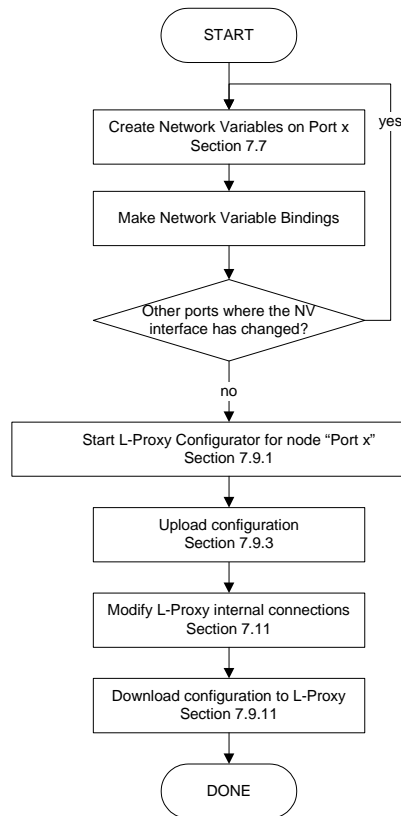 START
yes
Create Network Variables on Port x
Section 7.7
Make Network Variable Bindings
Other ports where the NV
interface has changed?
no
Start L-Proxy Configurator for node “Port x”
Section 7.9.1
Upload configuration
Section 7.9.3
Modify L-Proxy internal connections
Section 7.11
Download configuration to L-Proxy
Section 7.9.11
DONE